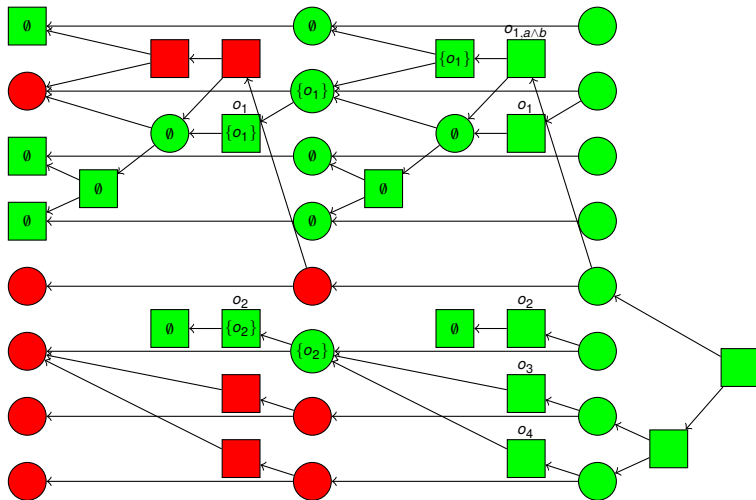 ∅ ∅
o₁,ₐ∧ᵦ
{o₁}
{o₁}
o₁ o₁
∅ {o₁} ∅
∅ ∅
∅ ∅
∅
o₂ o₂
∅ {o₂} ∅
{o₂}
o₃
o₄